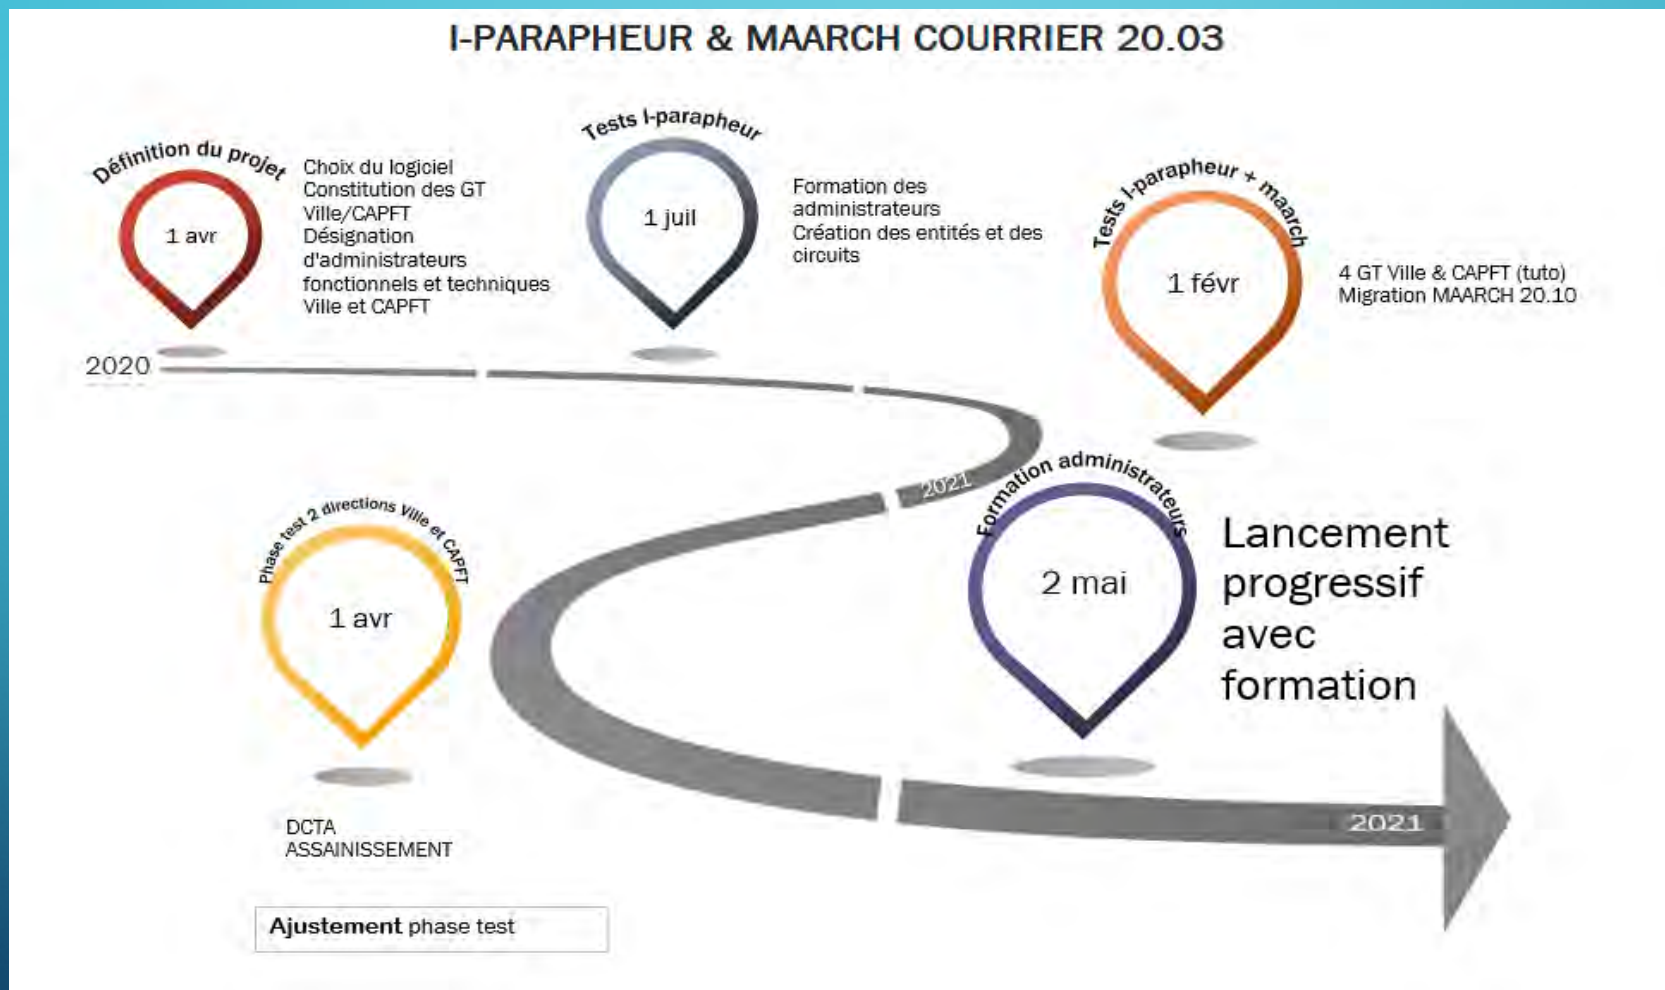 I-PARAPHEUR & MAARCH COURRIER 20.03
Définition du projet
1 avr
Choix du logiciel
Constitution des GT
Ville/CAPFT
Désignation
d'administrateurs
fonctionnels et techniques
Ville et CAPFT
Tests I-parapheur
1 juil
Formation des
administrateurs
Création des entités et des
circuits
Tests I-parapheur + maarch
1 févr
4 GT Ville & CAPFT (tuto)
Migration MAARCH 20.10
2020
2021
Phase test 2 directions Ville et CAPFT
1 avr
DCTA
ASSAINISSEMENT
Ajustement phase test
Formation administrateurs
2 mai
Lancement
progressif
avec
formation
2021